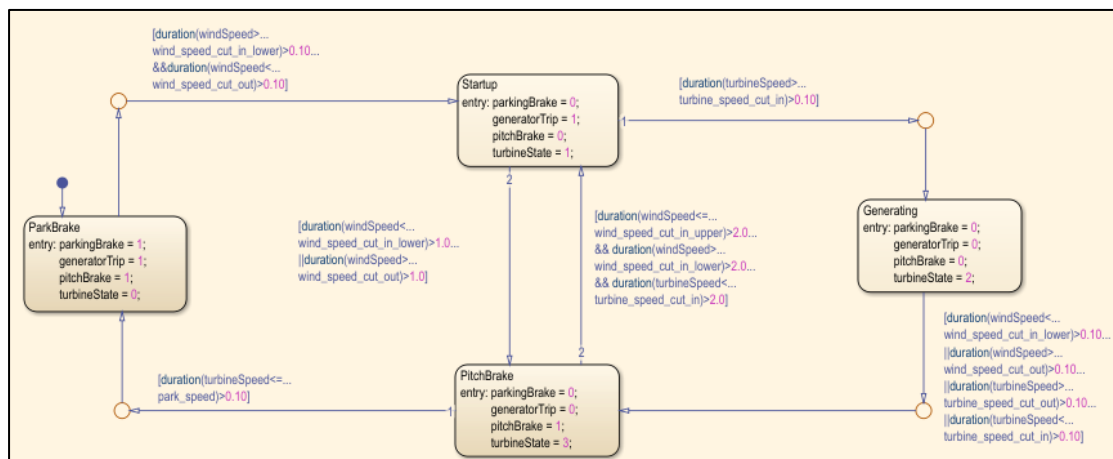 [duration(windSpeed>...
wind_speed_cut_in_lower)>0.10...
&&duration(windSpeed<...
wind_speed_cut_out)>0.10]
Startup
entry: parkingBrake = 0;
generatorTrip = 1;
pitchBrake = 0;
turbineState = 1;
[duration(turbineSpeed>...
turbine_speed_cut_in)>0.10]
1
2
ParkBrake
entry: parkingBrake = 1;
generatorTrip = 1;
pitchBrake = 1;
turbineState = 0;
[duration(windSpeed<...
wind_speed_cut_in_lower)>1.0...
||duration(windSpeed>...
wind_speed_cut_out)>1.0]
[duration(windSpeed<=...
wind_speed_cut_in_upper)>2.0...
&& duration(windSpeed>...
wind_speed_cut_in_lower)>2.0...
&& duration(turbineSpeed<...
turbine_speed_cut_in)>2.0]
Generating
entry: parkingBrake = 0;
generatorTrip = 0;
pitchBrake = 0;
turbineState = 2;
[duration(windSpeed<...
wind_speed_cut_in_lower)>0.10...
||duration(windSpeed>...
wind_speed_cut_out)>0.10...
||duration(turbineSpeed>...
turbine_speed_cut_out)>0.10...
||duration(turbineSpeed<...
turbine_speed_cut_in)>0.10]
2
[duration(turbineSpeed<=...
park_speed)>0.10]
1
PitchBrake
entry: parkingBrake = 0;
generatorTrip = 0;
pitchBrake = 1;
turbineState = 3;